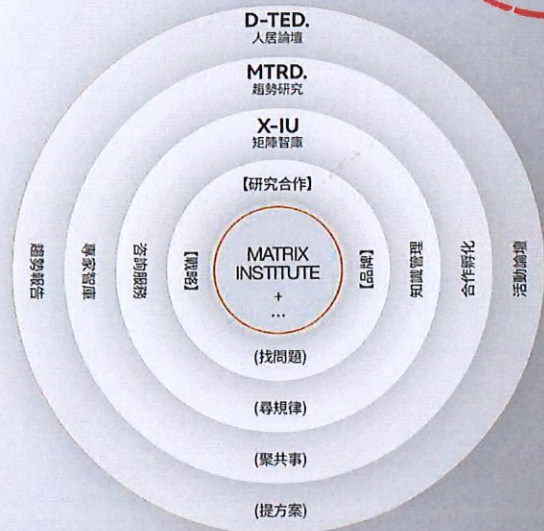 D-TED.
人居論壇
MTRD.
趨勢研究
X-IU
矩陣智庫
【研究合作】
趨勢報告
專家智庫
咨詢服務
【戰略】
MATRIX
INSTITUTE
+
...
【品牌】
知識管理
合作孵化
活動論壇
(找問題)
(尋規律)
(聚共事)
(提方案)